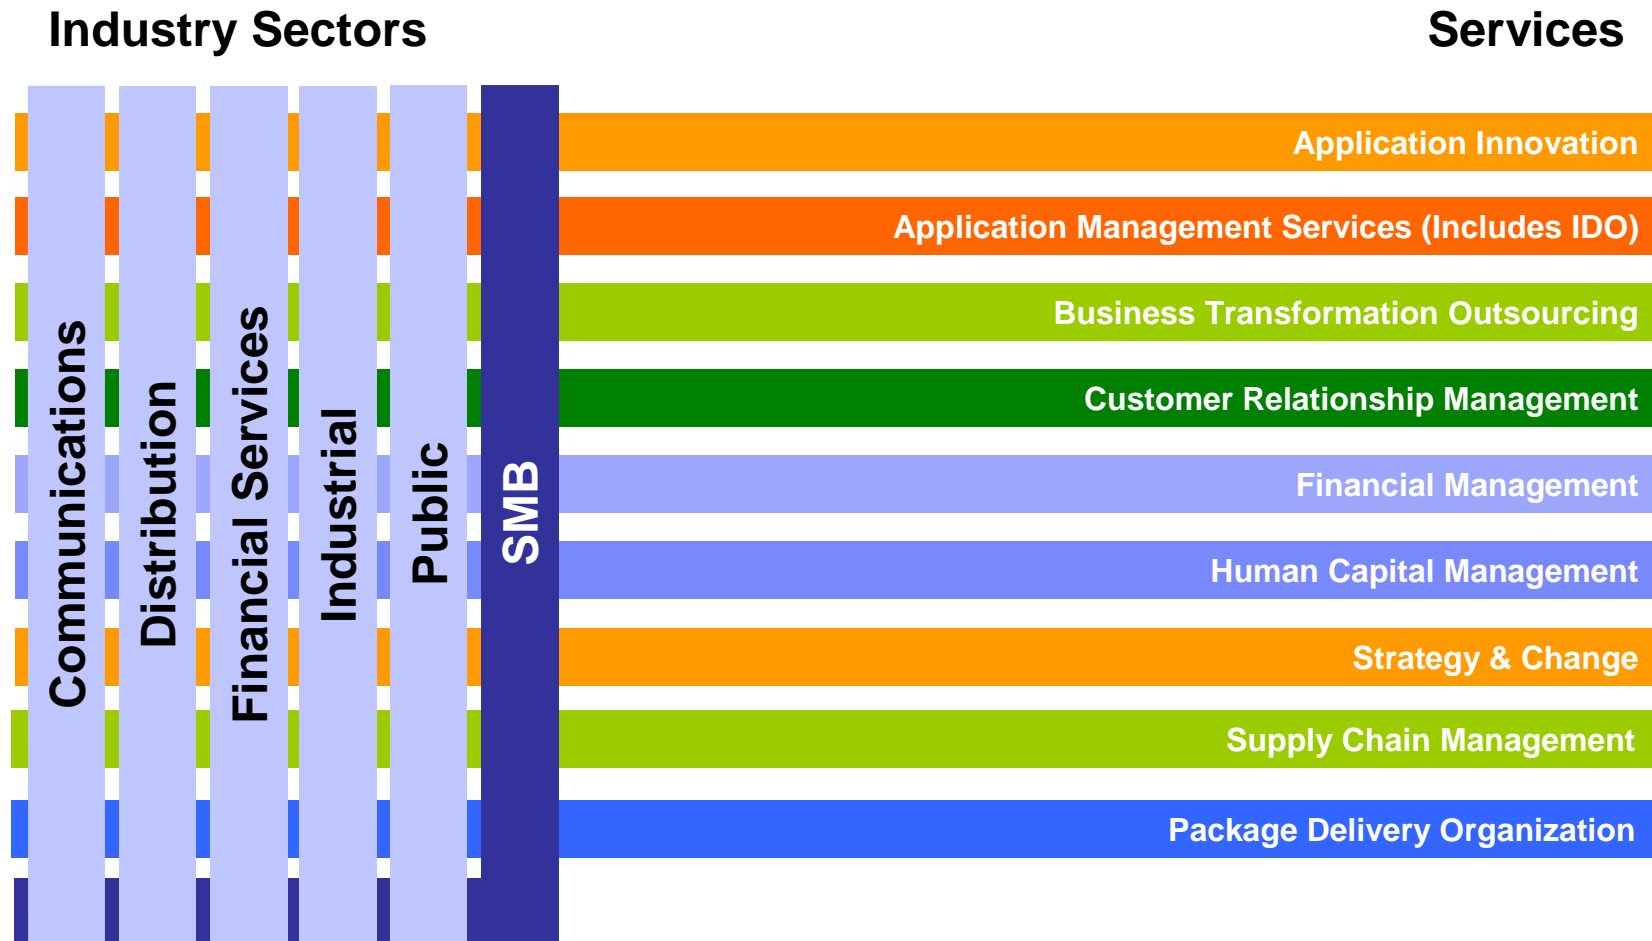 Industry Sectors
Services
Communications
Distribution
Financial Services
Industrial
Public
SMB
Application Innovation
Application Management Services (Includes IDO)
Business Transformation Outsourcing
Customer Relationship Management
Financial Management
Human Capital Management
Strategy & Change
Supply Chain Management
Package Delivery Organization